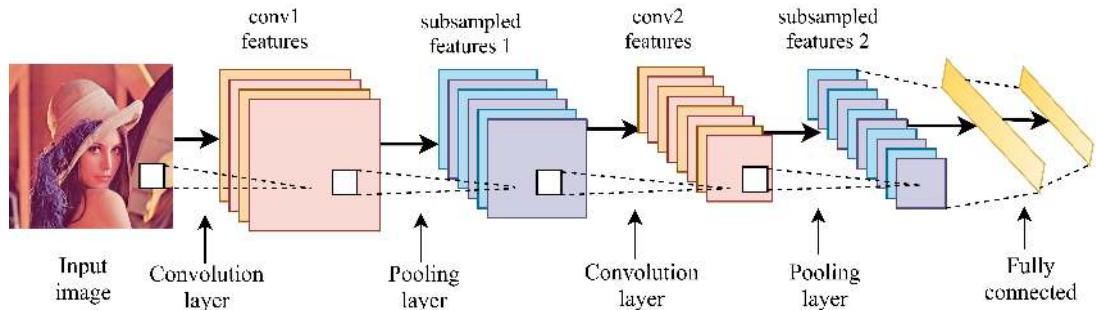 conv1
features
subsampled
features 1
conv2
features
subsampled
features 2
Input
image
Convolution
layer
Pooling
layer
Convolution
layer
Pooling
layer
Fully
connected